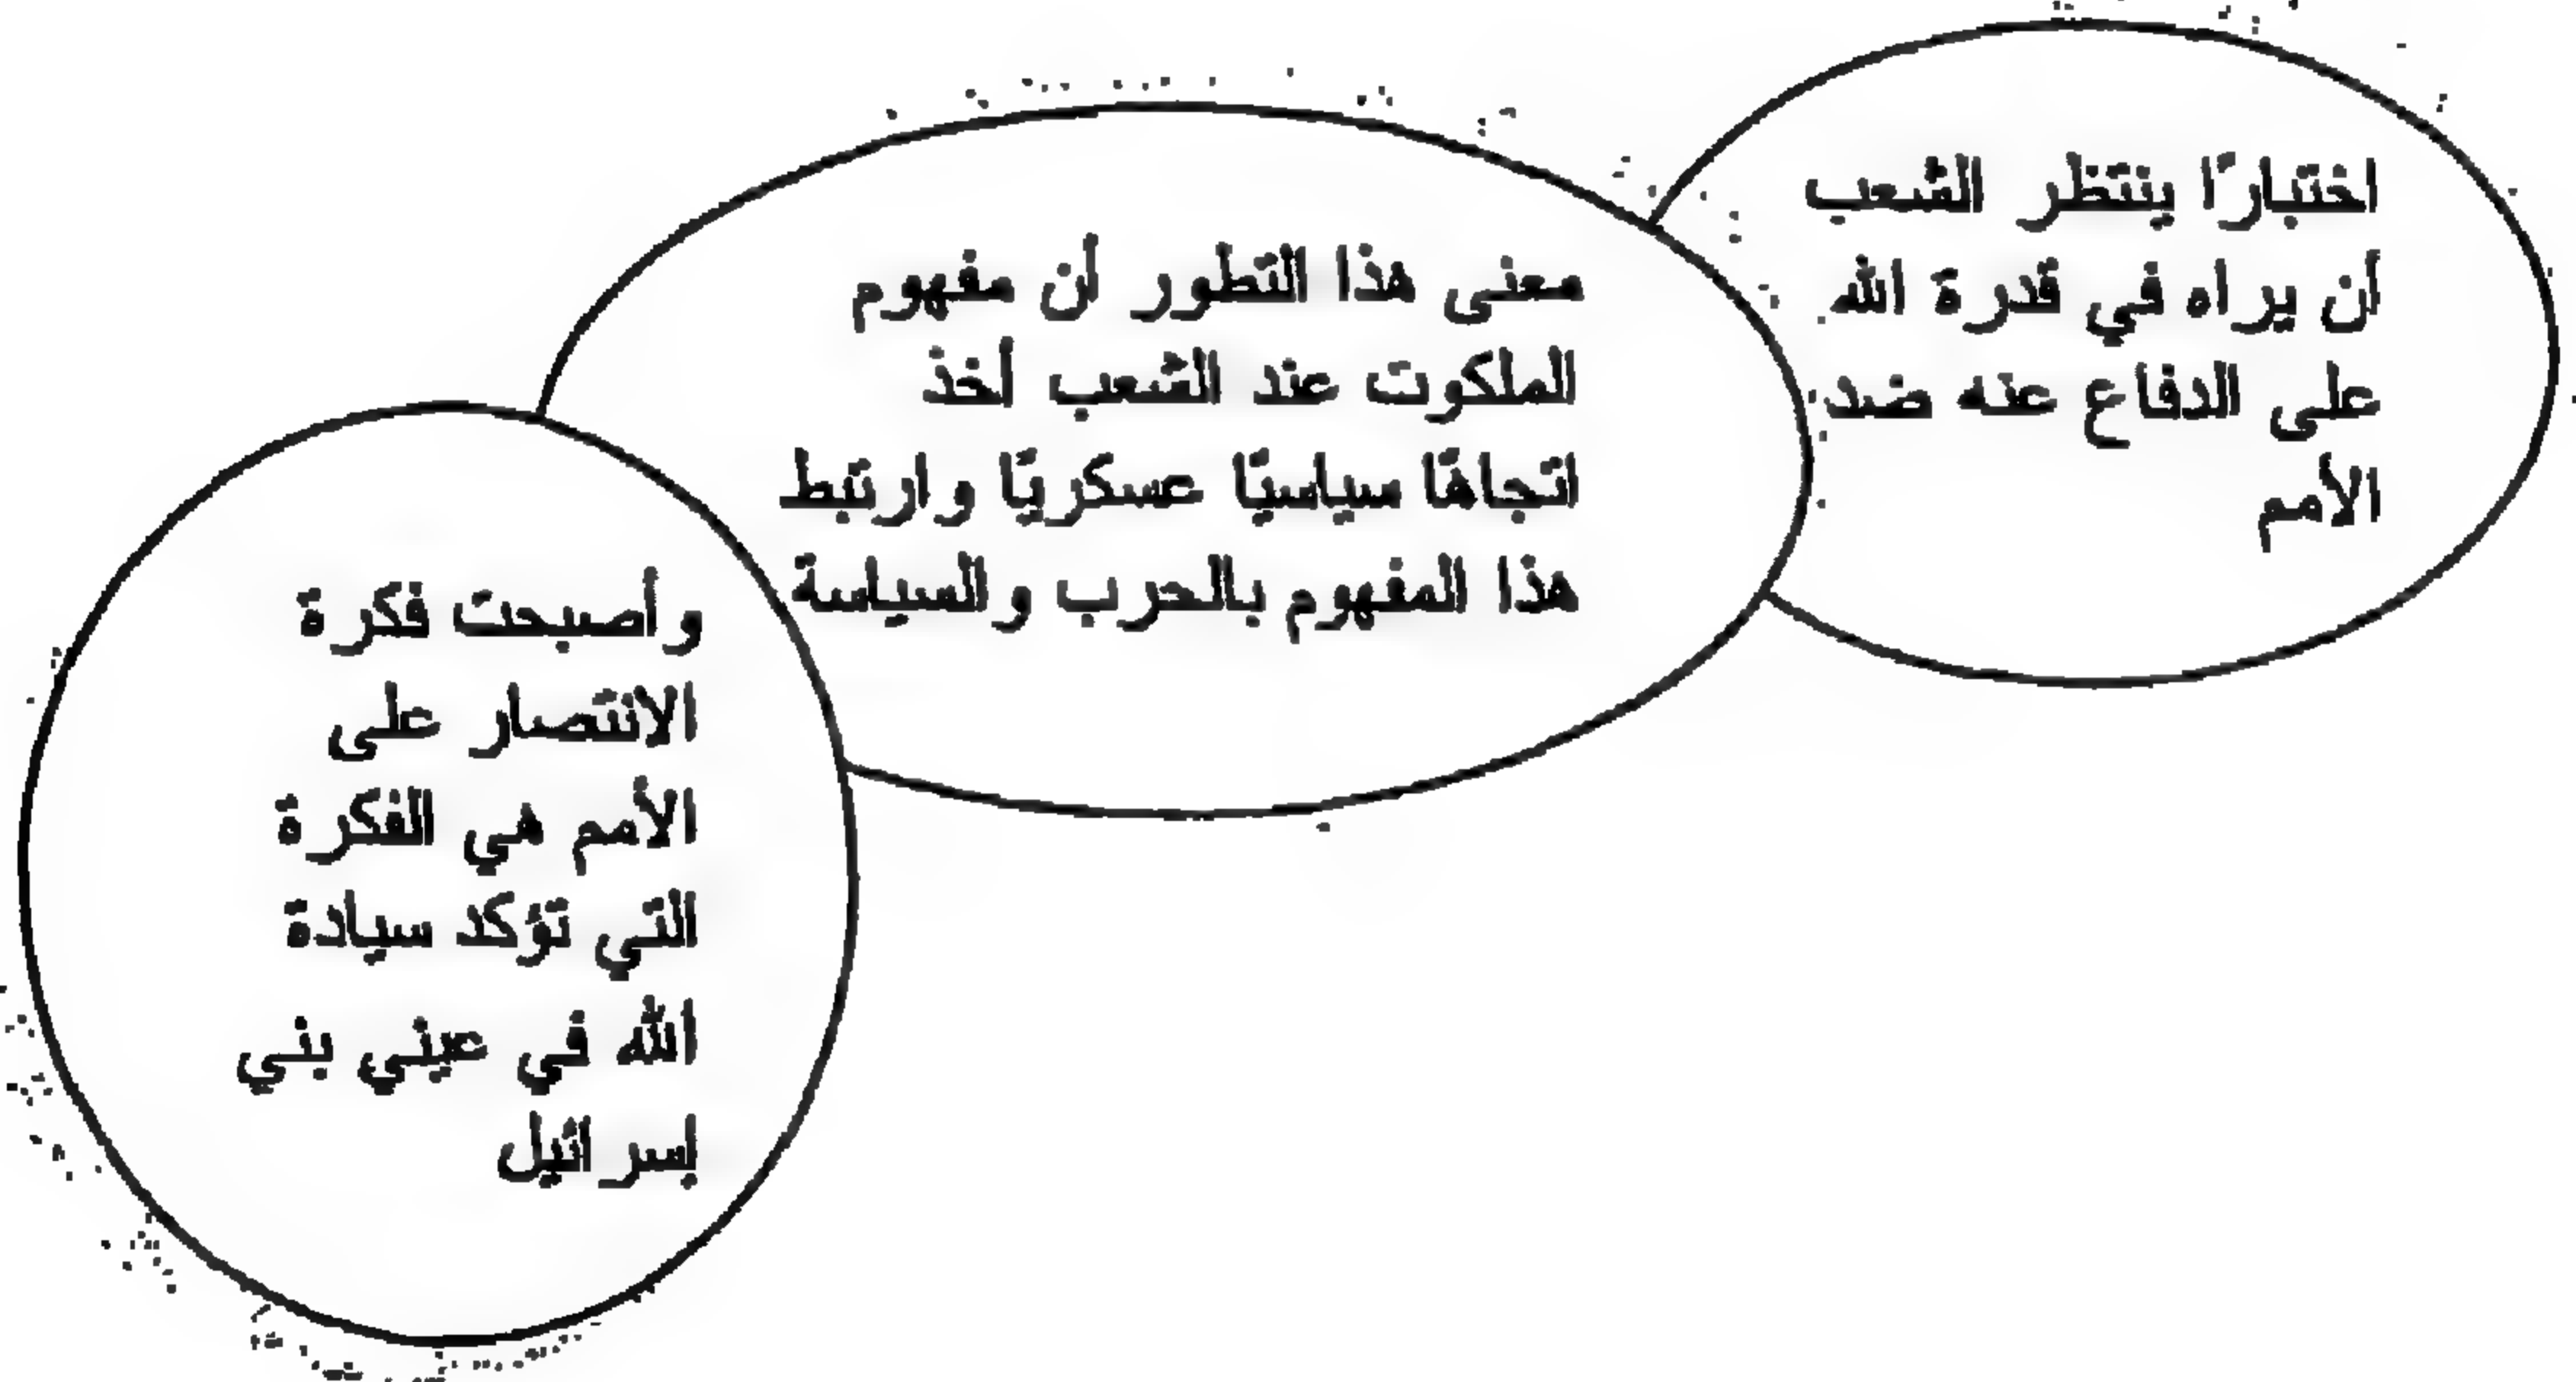 اختبارًا ينتظر الشعب
أن يراه في قدرة الله
على الدفاع عنه ضد
الأمم
معنى هذا التطور أن مفهوم
الملكوت عند الشعب أخذ
اتجاهًا سياسيًا عسكريًا وارتبط
هذا المفهوم بالحرب والسياسة
وأصبحت فكرة
الانتصار على
الأمم هي الفكرة
التي تؤكد سيادة
الله في عيني بني
إسرائيل